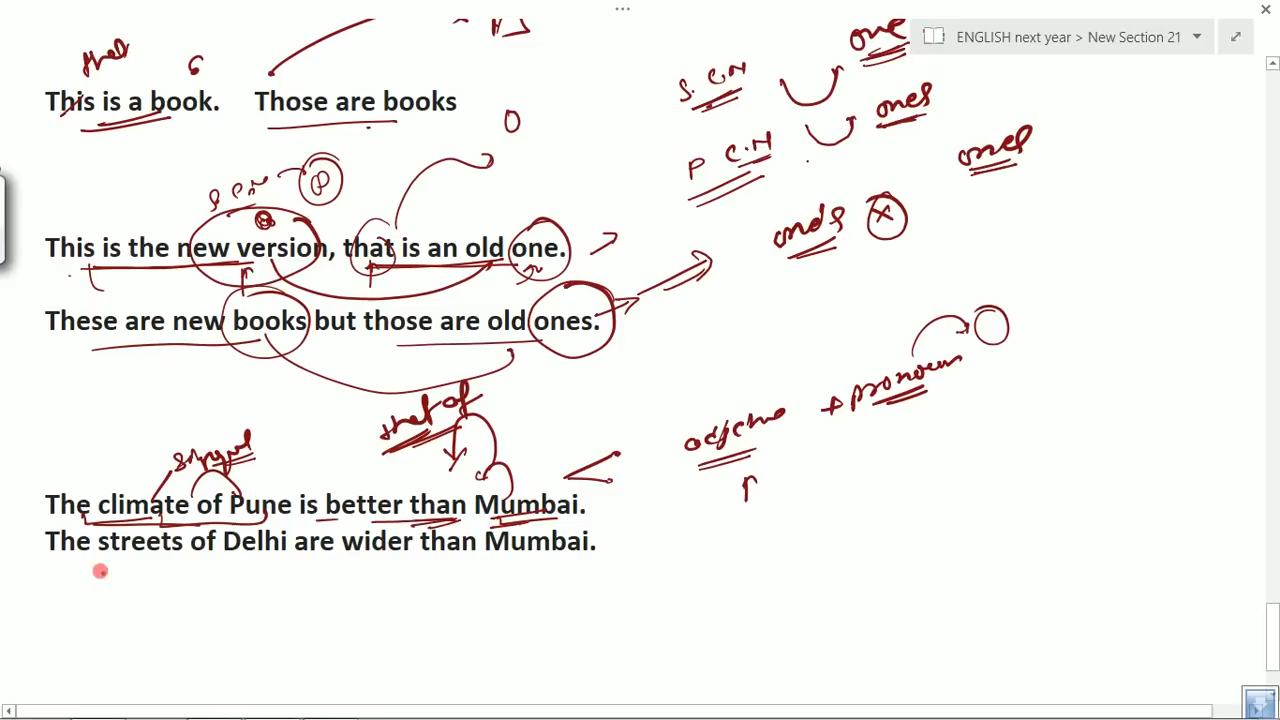 ENGLISH next year > New Section 21
one
that
S. C.N
This is a book. Those are books
ones
P C.N
ones
P
This is the new version, that is an old one.
These are new books but those are old ones.
+ pronoun
that of
singular
The climate of Pune is better than Mumbai.
The streets of Delhi are wider than Mumbai.